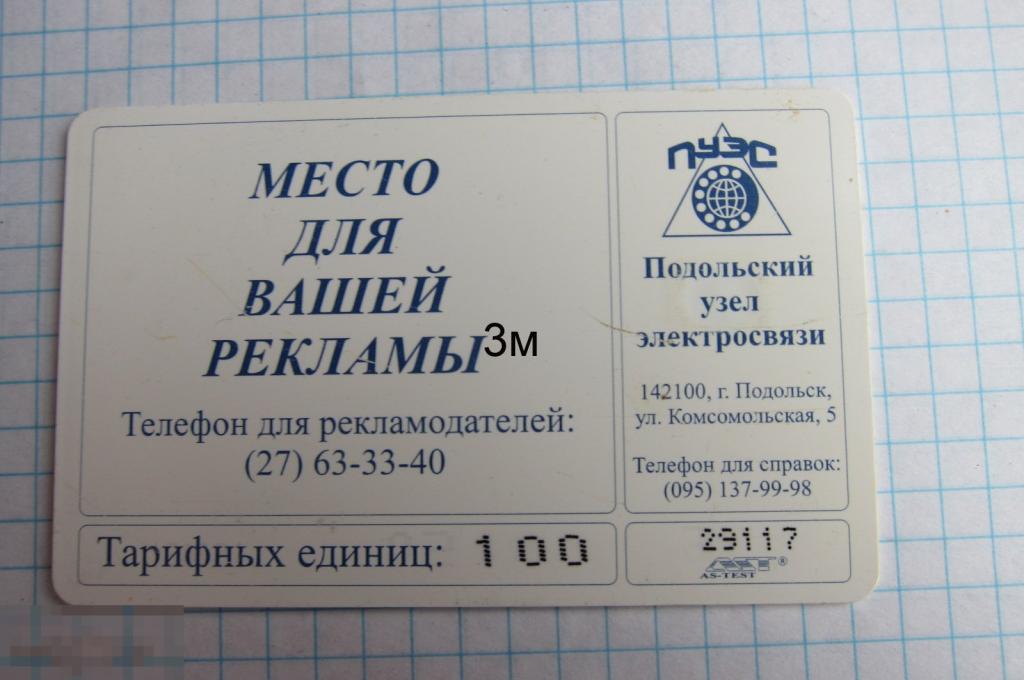 МЕСТО
ДЛЯ
ВАШЕЙ
РЕКЛАМЫ
3м
Телефон для рекламодателей:
(27) 63-33-40
Тарифных единиц: 100
ПУЭС
Подольский
узел
электросвязи
142100, г. Подольск,
ул. Комсомольская, 5
Телефон для справок:
(095) 137-99-98
29117
AST®
AS-TEST